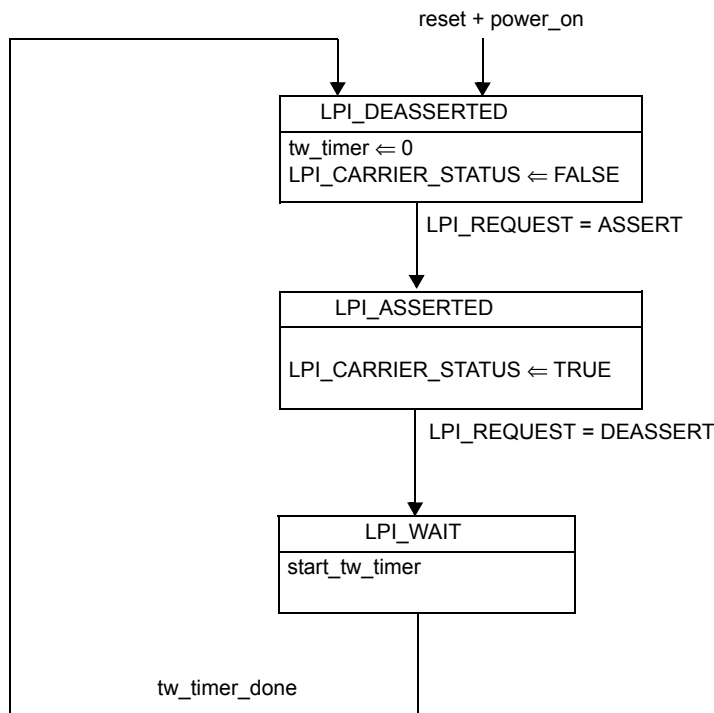 reset + power_on
LPI_DEASSERTED
tw_timer ⇐ 0
LPI_CARRIER_STATUS ⇐ FALSE
LPI_REQUEST = ASSERT
LPI_ASSERTED
LPI_CARRIER_STATUS ⇐ TRUE
LPI_REQUEST = DEASSERT
LPI_WAIT
start_tw_timer
tw_timer_done